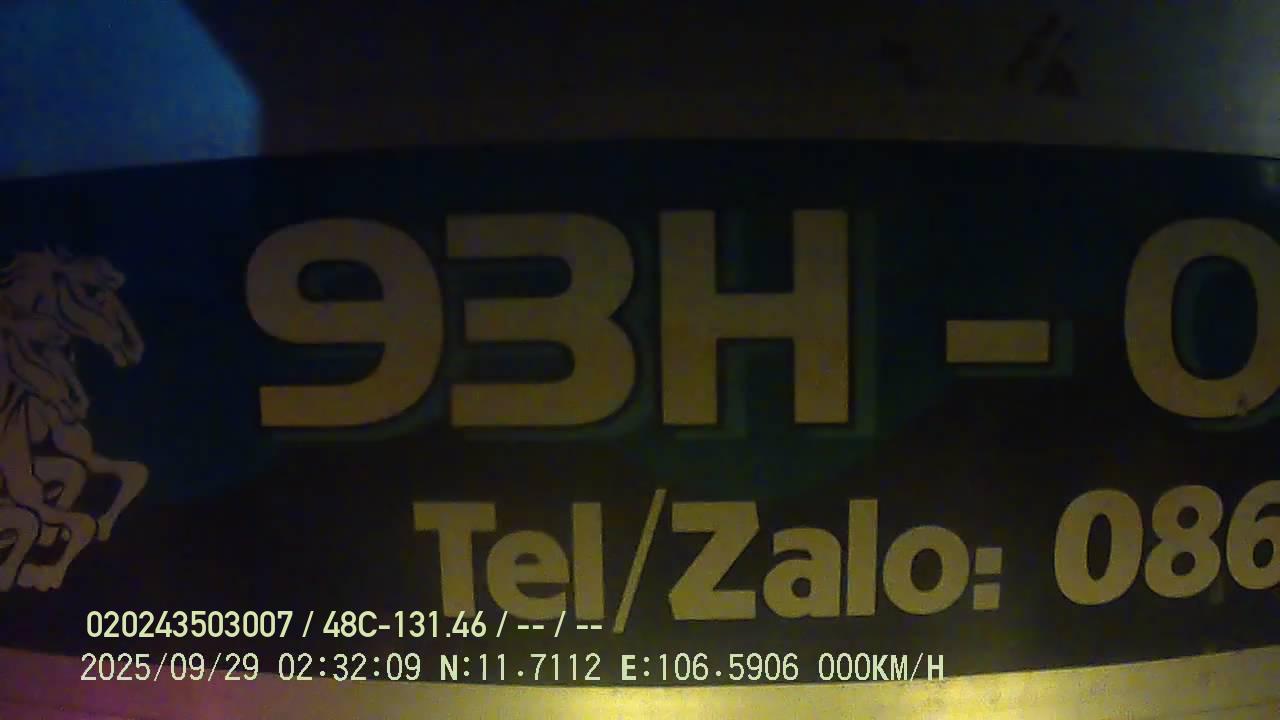 93H - 0
Tel/Zalo: 086
020243503007 / 48C-131.46 / -- / --
2025/09/29 02:32:09 N:11.7112 E:106.5906 000KM/H